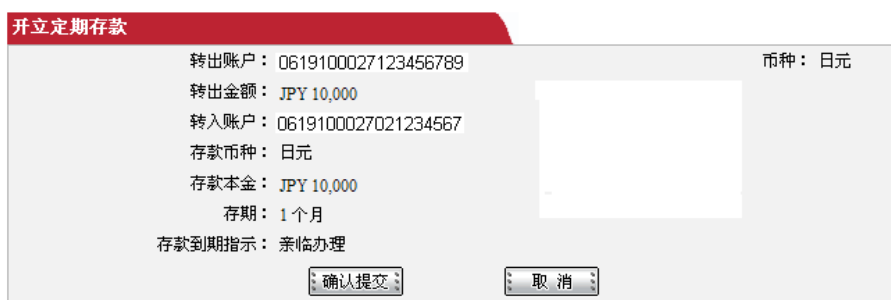 开立定期存款
转出账户： 0619100027123456789 币种： 日元
转出金额： JPY 10,000
转入账户： 0619100027021234567
存款币种： 日元
存款本金： JPY 10,000
存期： 1个月
存款到期指示： 亲临办理
确认提交 取 消